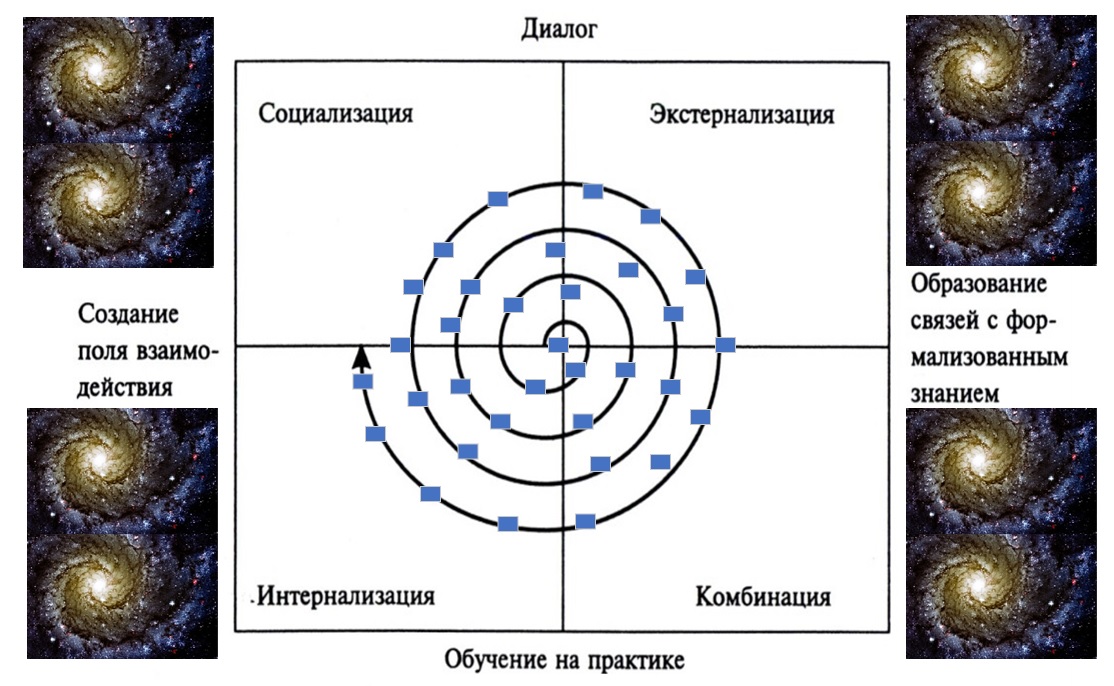 Диалог
Социализация
Экстернализация
Создание
поля взаимо-
действия
Образование
связей с фор-
мализованным
знанием
.Интернализация
Комбинация
Обучение на практике